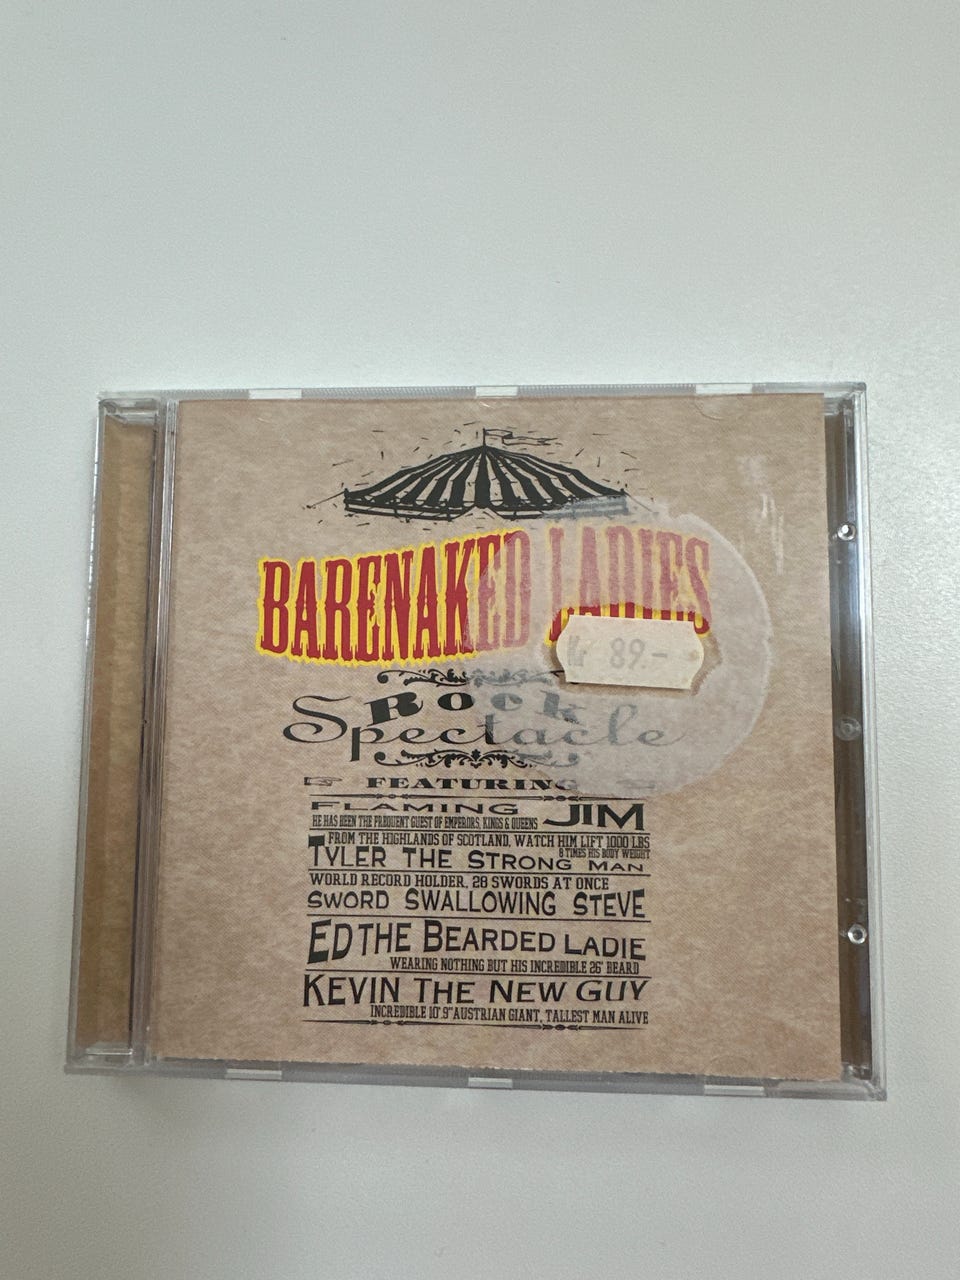 BARENAKED LADIES
kr 89.-
Rock
Spectacle
FEATURING
FLAMING JIM
HE HAS BEEN THE FREQUENT GUEST OF EMPERORS, KINGS & QUEENS
FROM THE HIGHLANDS OF SCOTLAND, WATCH HIM LIFT 1000 LBS
8 TIMES HIS BODY WEIGHT
TYLER THE STRONG MAN
WORLD RECORD HOLDER, 28 SWORDS AT ONCE
SWORD SWALLOWING STEVE
ED THE BEARDED LADIE
WEARING NOTHING BUT HIS INCREDIBLE 26' BEARD
KEVIN THE NEW GUY
INCREDIBLE 10' 9" AUSTRIAN GIANT, TALLEST MAN ALIVE